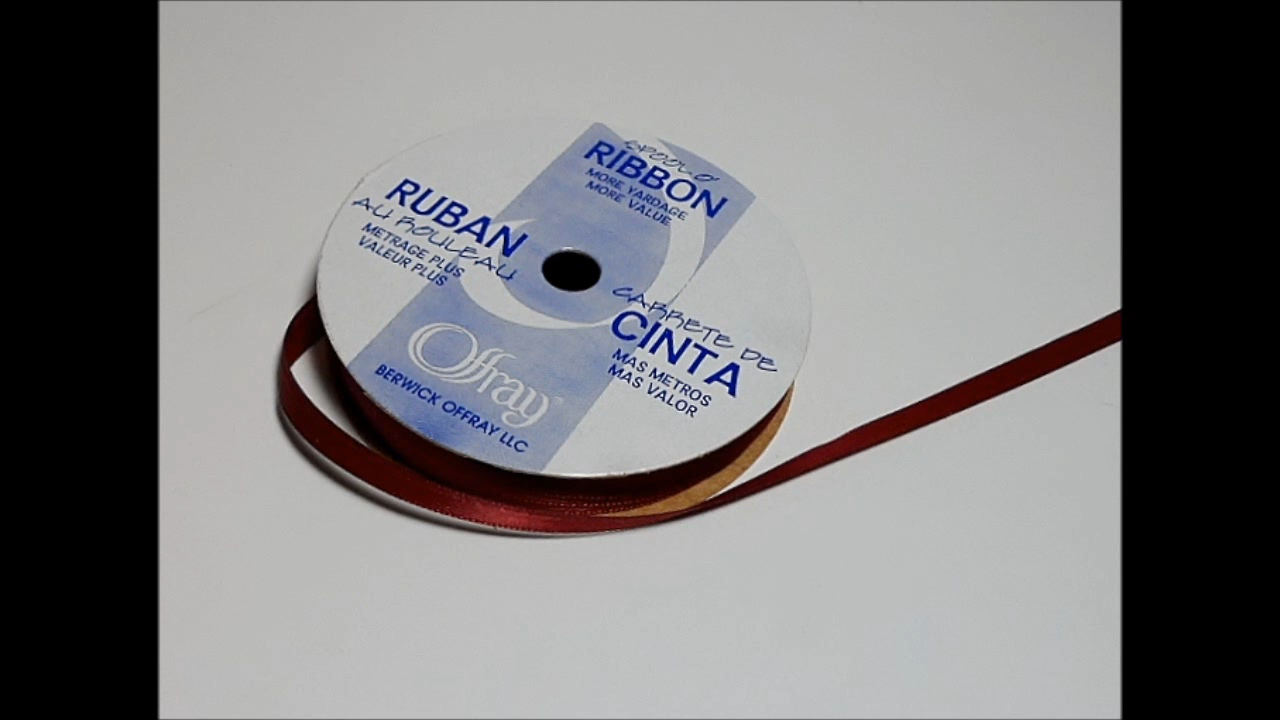 SPOOL O'
RIBBON
MORE YARDAGE
MORE VALUE
RUBAN
AU ROULEAU
METRAGE PLUS
VALEUR PLUS
CARRETE DE
CINTA
MAS METROS
MAS VALOR
Offray
BERWICK OFFRAY LLC